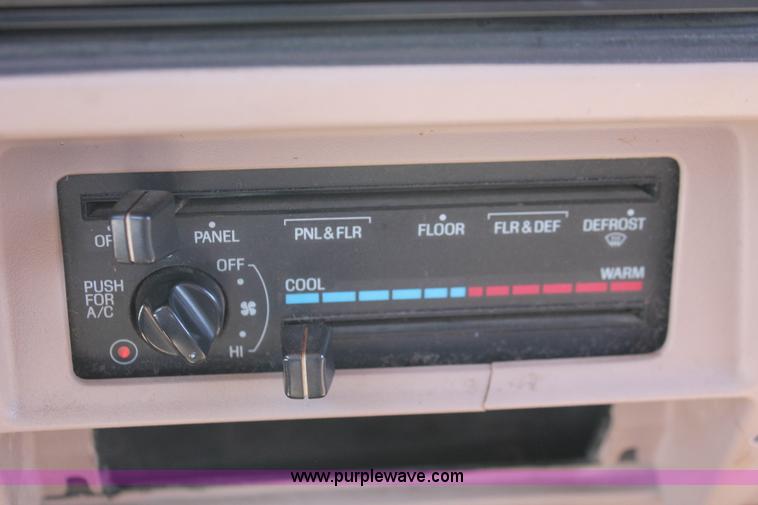 OFF
PANEL
PNL & FLR
FLOOR
FLR & DEF
DEFROST
PUSH
FOR
A/C
OFF
HI
COOL
WARM
www.purplewave.com